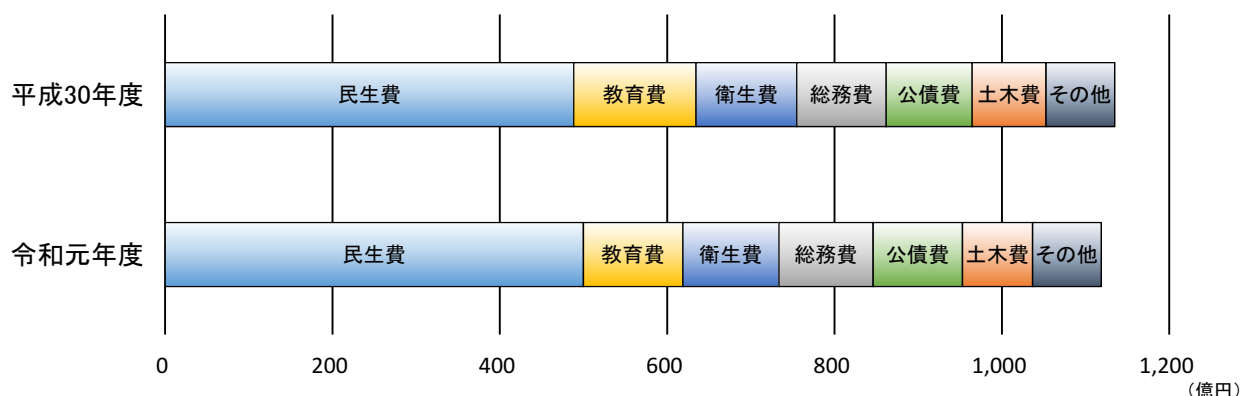 平成30年度 民生費 教育費 衛生費 総務費 公債費 土木費 その他
令和元年度 民生費 教育費 衛生費 総務費 公債費 土木費 その他
0 200 400 600 800 1,000 1,200
（億円）